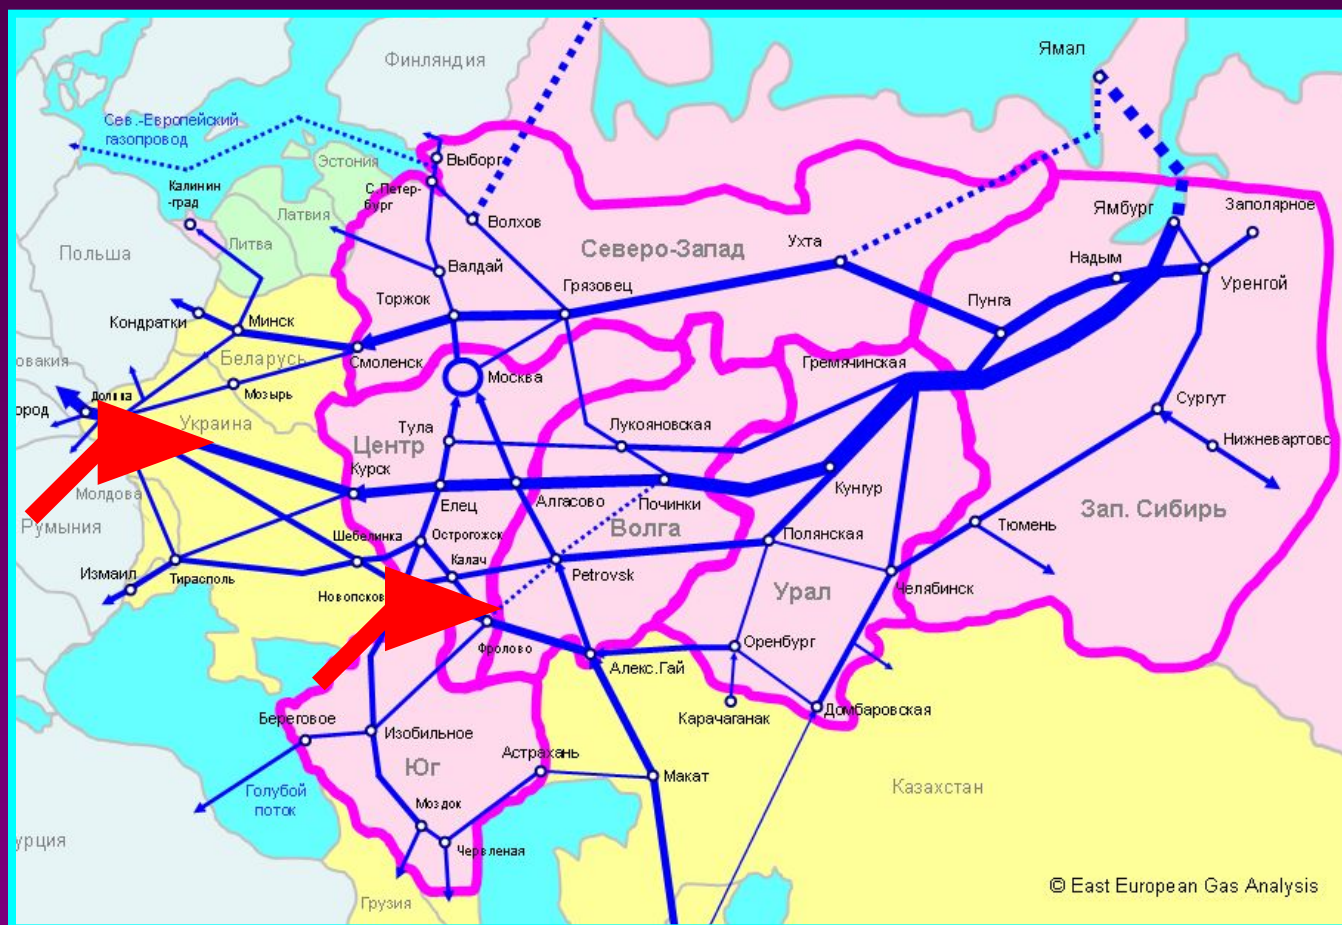 Финляндия
Ямал
Сев.-Европейский
газопровод
Эстония
Выборг
Калинин
-град
С. Петер-
бург
Латвия
Волхов
Ямбург
Заполярное
Литва
Северо-Запад
Ухта
Польша
Валдай
Надым
Грязовец
Уренгой
Торжок
Пунга
Кондратки
Минск
Беларусь
Смоленск
Гремячинская
овакия
Москва
Мозырь
Сургут
ород
Украина
Тула
Лукояновская
Нижневартовс
Центр
Курск
Кунгур
Молдова
Елец
Алгасово
Починки
Зап. Сибирь
Румыния
Волга
Тюмень
Шебелинка
Острогожск
Полянская
Калач
Измаил
Тирасполь
Petrovsk
Челябинск
Новопсков
Урал
Фролово
Оренбург
Алекс.Гай
Береговое
Карачаганак
Домбаровская
Изобильное
Астрахань
Юг
Макат
Казахстан
Голубой
поток
Моздок
урция
Червленая
© East European Gas Analysis
Грузия